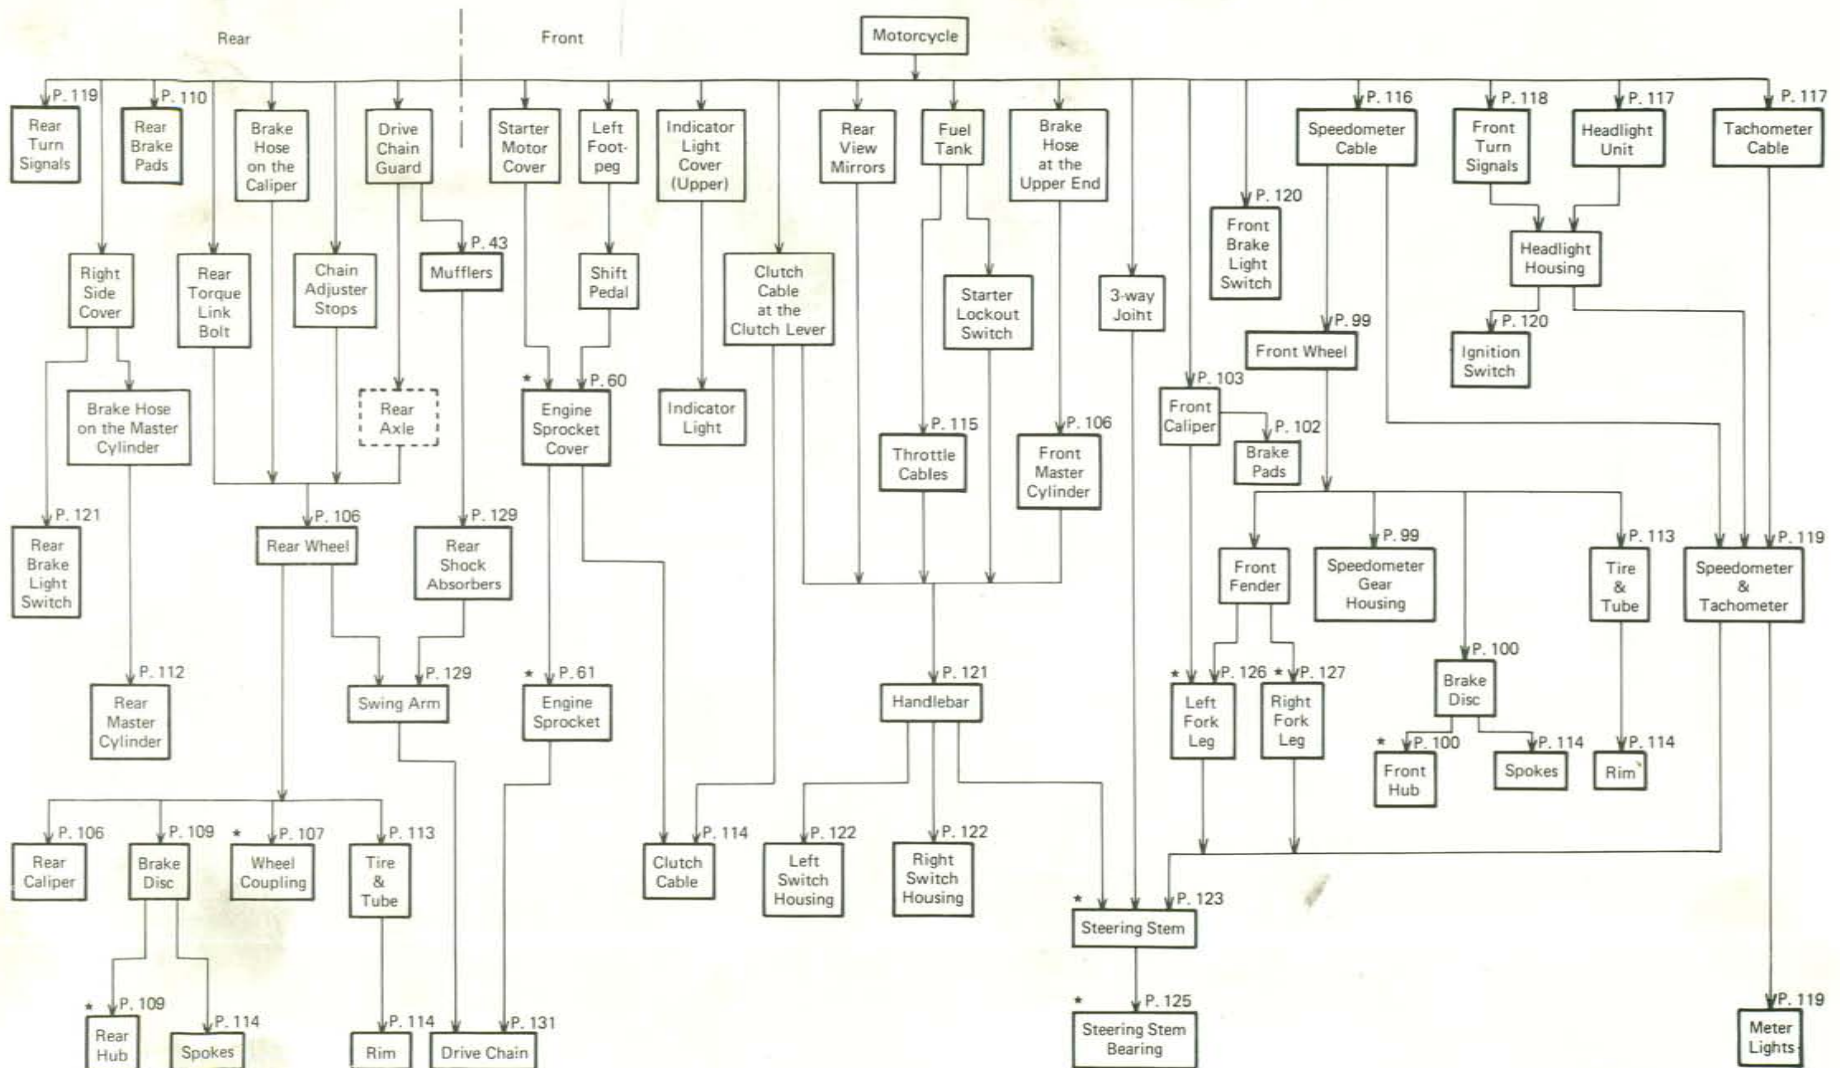 Rear
Front
Motorcycle
P. 119
Rear
Turn
Signals
P. 110
Rear
Brake
Pads
Brake
Hose
on the
Caliper
Drive
Chain
Guard
Starter
Motor
Cover
Left
Foot-
peg
Indicator
Light
Cover
(Upper)
Rear
View
Mirrors
Fuel
Tank
Brake
Hose
at the
Upper End
P. 116
Speedometer
Cable
P. 118
Front
Turn
Signals
P. 117
Headlight
Unit
P. 117
Tachometer
Cable
P. 120
Front
Brake
Light
Switch
Right
Side
Cover
Rear
Torque
Link
Bolt
Chain
Adjuster
Stops
P. 43
Mufflers
Shift
Pedal
Clutch
Cable
at the
Clutch Lever
Starter
Lockout
Switch
3-way
Joiht
Headlight
Housing
P. 99
Front Wheel
P. 120
Ignition
Switch
Brake Hose
on the Master
Cylinder
Rear
Axle
* P. 60
Engine
Sprocket
Cover
Indicator
Light
P. 115
Throttle
Cables
P. 106
Front
Master
Cylinder
P. 103
Front
Caliper
P. 102
Brake
Pads
P. 121
Rear
Brake
Light
Switch
P. 106
Rear Wheel
P. 129
Rear
Shock
Absorbers
Front
Fender
P. 99
Speedometer
Gear
Housing
P. 113
Tire
&
Tube
P. 119
Speedometer
&
Tachometer
P. 112
Rear
Master
Cylinder
P. 129
Swing Arm
* P. 61
Engine
Sprocket
P. 121
Handlebar
* P. 126
Left
Fork
Leg
* P. 127
Right
Fork
Leg
P. 100
Brake
Disc
* P. 100
Front
Hub
P. 114
Spokes
P. 114
Rim
P. 106
Rear
Caliper
P. 109
Brake
Disc
* P. 107
Wheel
Coupling
P. 113
Tire
&
Tube
P. 114
Clutch
Cable
P. 122
Left
Switch
Housing
P. 122
Right
Switch
Housing
* P. 123
Steering Stem
* P. 109
Rear
Hub
P. 114
Spokes
P. 114
Rim
P. 131
Drive Chain
* P. 125
Steering Stem
Bearing
P. 119
Meter
Lights